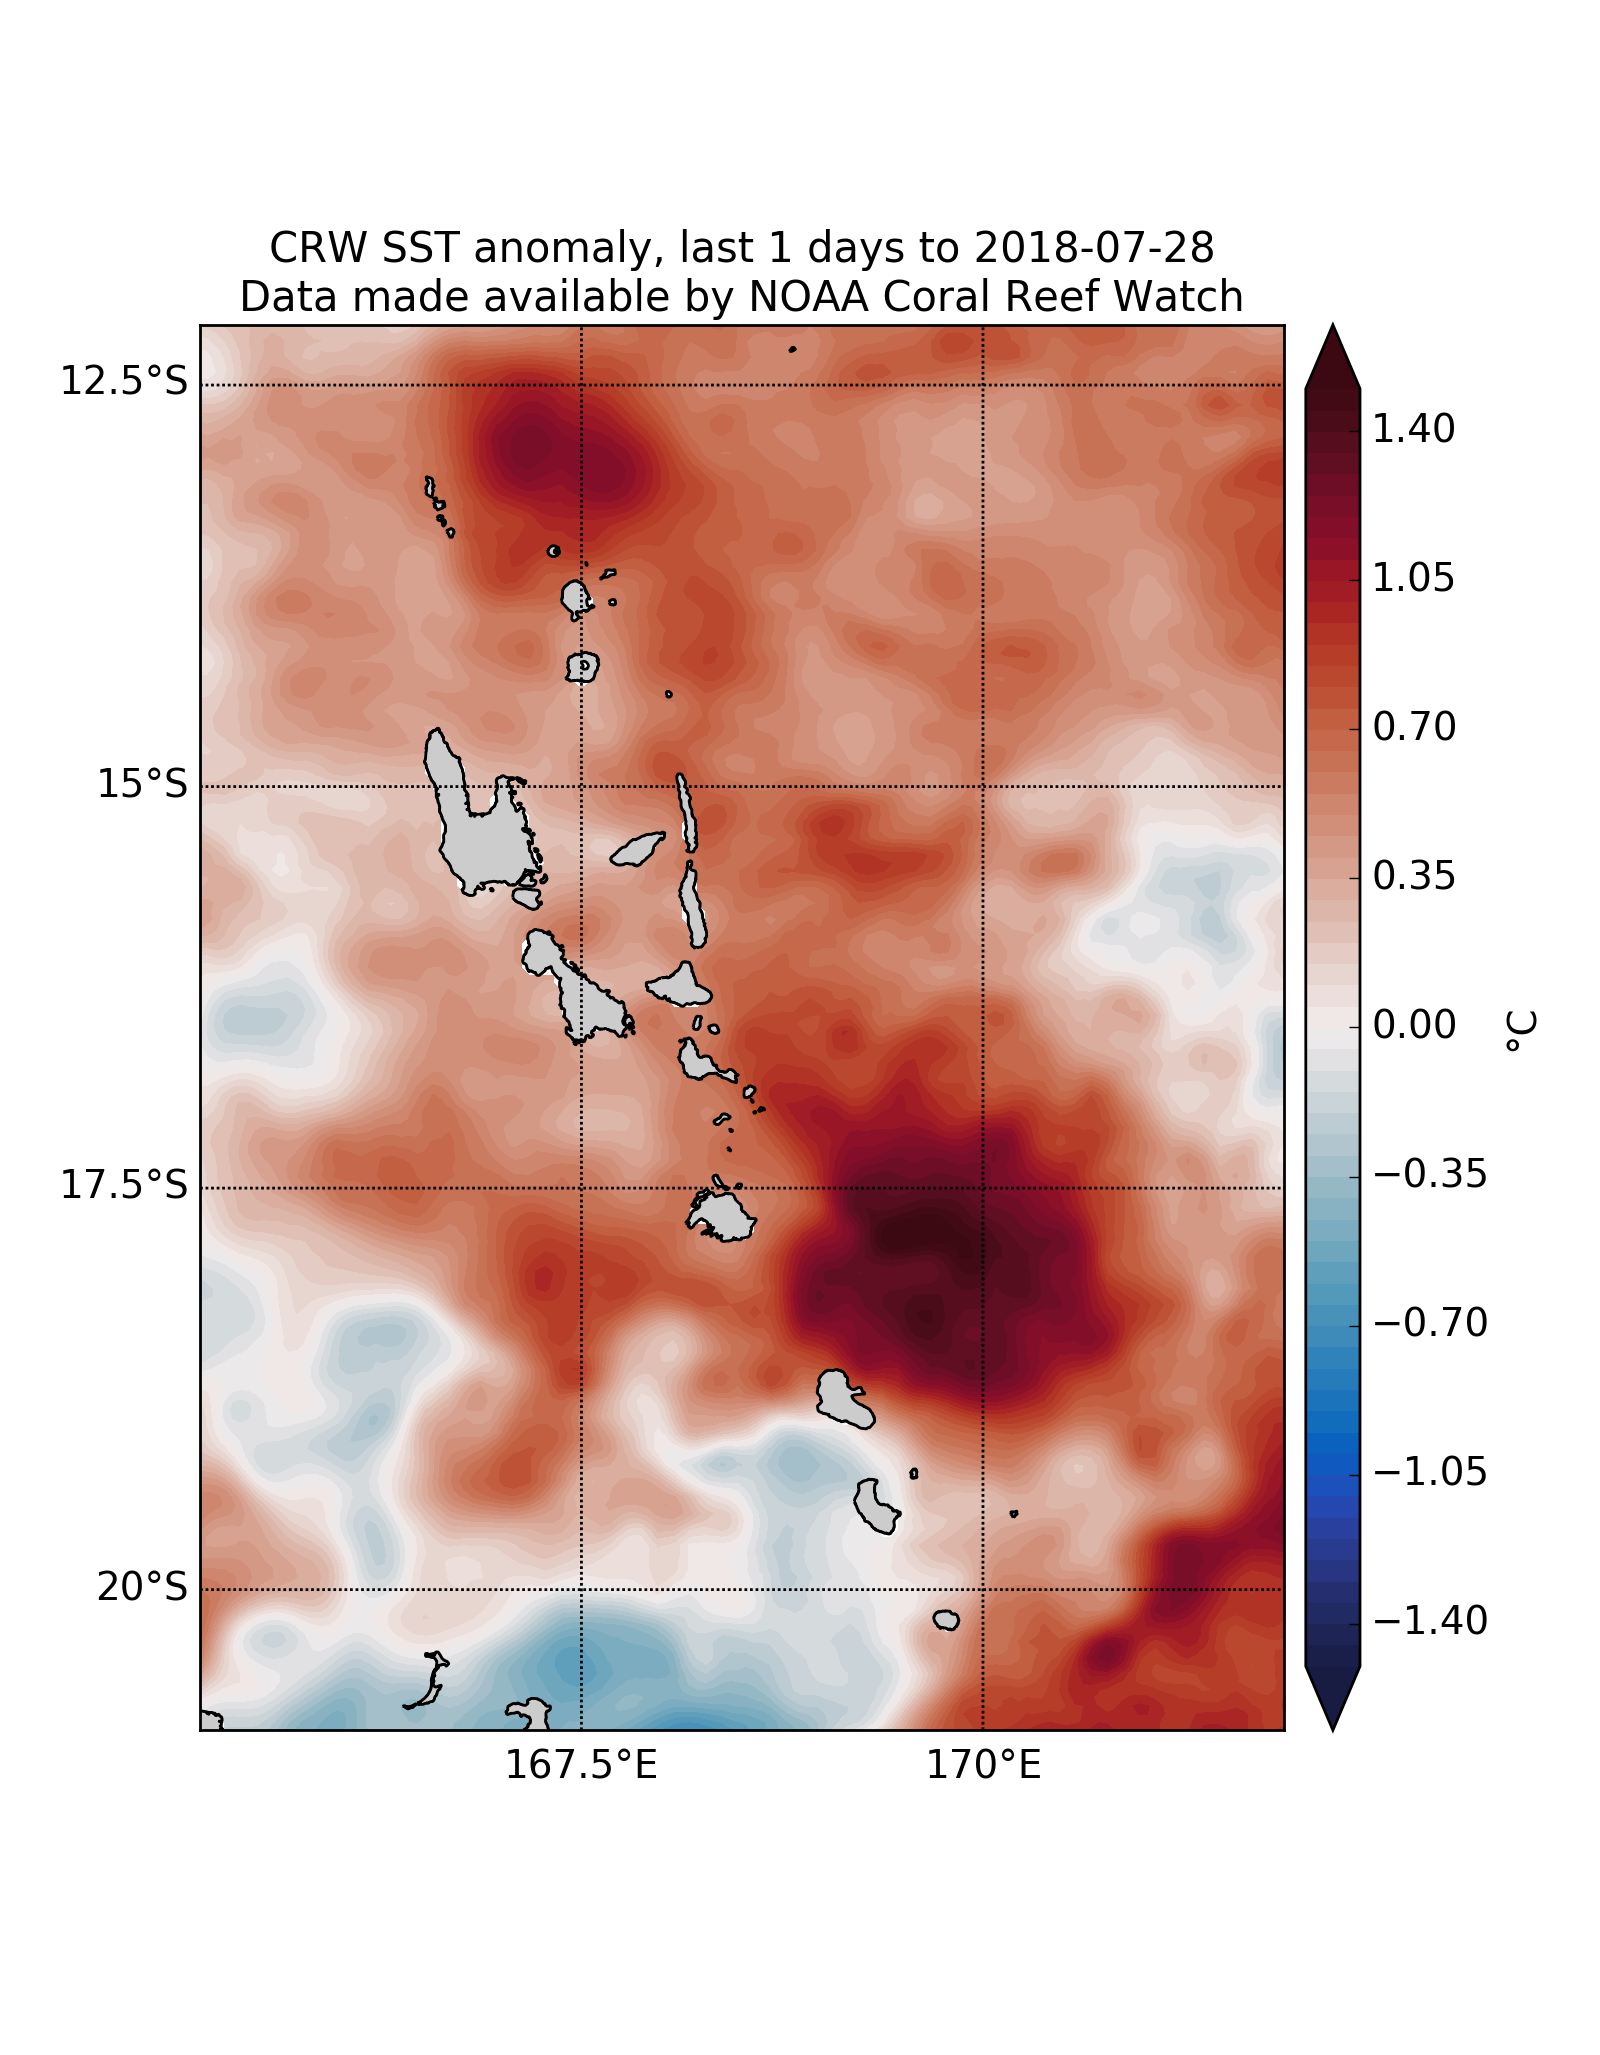 CRW SST anomaly, last 1 days to 2018-07-28
Data made available by NOAA Coral Reef Watch
12.5°S
15°S
17.5°S
20°S
167.5°E
170°E
1.40
1.05
0.70
0.35
0.00
−0.35
−0.70
−1.05
−1.40
°C